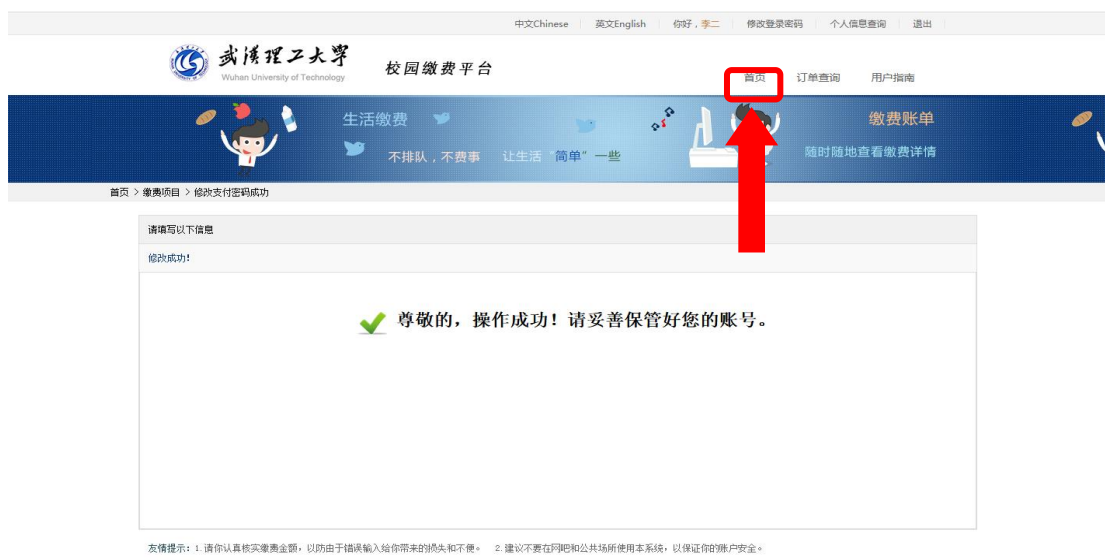 中文Chinese 英文English 你好，李二 修改登录密码 个人信息查询 退出
武汉理工大学 校园缴费平台
Wuhan University of Technology
首页 订单查询 用户指南
生活缴费 缴费账单
不排队，不费事 让生活“简单”一些 随时随地查看缴费详情
首页 > 缴费项目 > 修改支付密码成功
请填写以下信息
修改成功!
尊敬的，操作成功！请妥善保管好您的账号。
友情提示：1.请你认真核实缴费金额，以防由于错误输入给你带来的损失和不便。 2.建议不要在网吧和公共场所使用本系统，以保证你的账户安全。